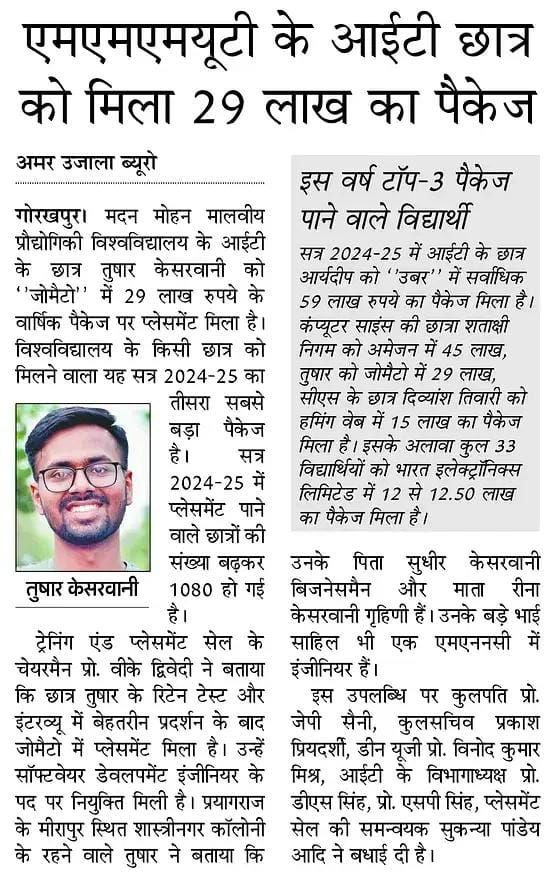 एमएमएमयूटी के आईटी छात्र
को मिला 29 लाख का पैकेज
अमर उजाला ब्यूरो
गोरखपुर। मदन मोहन मालवीय
प्रौद्योगिकी विश्वविद्यालय के आईटी
के छात्र तुषार केसरवानी को
‘‘जोमैटो’’ में 29 लाख रुपये के
वार्षिक पैकेज पर प्लेसमेंट मिला है।
विश्वविद्यालय के किसी छात्र को
मिलने वाला यह सत्र 2024-25 का
तीसरा सबसे
बड़ा पैकेज
है। सत्र
2024-25 में
प्लेसमेंट पाने
वाले छात्रों की
संख्या बढ़कर
1080 हो गई
है।
तुषार केसरवानी
ट्रेनिंग एंड प्लेसमेंट सेल के
चेयरमैन प्रो. वीके द्विवेदी ने बताया
कि छात्र तुषार के रिटेन टेस्ट और
इंटरव्यू में बेहतरीन प्रदर्शन के बाद
जोमैटो में प्लेसमेंट मिला है। उन्हें
सॉफ्टवेयर डेवलपमेंट इंजीनियर के
पद पर नियुक्ति मिली है। प्रयागराज
के मीरापुर स्थित शास्त्रीनगर कॉलोनी
के रहने वाले तुषार ने बताया कि
इस वर्ष टॉप-3 पैकेज
पाने वाले विद्यार्थी
सत्र 2024-25 में आईटी के छात्र
आर्यदीप को ‘‘उबर’’ में सर्वाधिक
59 लाख रुपये का पैकेज मिला है।
कंप्यूटर साइंस की छात्रा शताक्षी
निगम को अमेजन में 45 लाख,
तुषार को जोमैटो में 29 लाख,
सीएस के छात्र दिव्यांश तिवारी को
हमिंग वेब में 15 लाख का पैकेज
मिला है। इसके अलावा कुल 33
विद्यार्थियों को भारत इलेक्ट्रॉनिक्स
लिमिटेड में 12 से 12.50 लाख
का पैकेज मिला है।
उनके पिता सुधीर केसरवानी
बिजनेसमैन और माता रीना
केसरवानी गृहिणी हैं। उनके बड़े भाई
साहिल भी एक एमएननसी में
इंजीनियर हैं।
इस उपलब्धि पर कुलपति प्रो.
जेपी सैनी, कुलसचिव प्रकाश
प्रियदर्शी, डीन यूजी प्रो. विनोद कुमार
मिश्र, आईटी के विभागाध्यक्ष प्रो.
डीएस सिंह, प्रो. एसपी सिंह, प्लेसमेंट
सेल की समन्वयक सुकन्या पांडेय
आदि ने बधाई दी है।